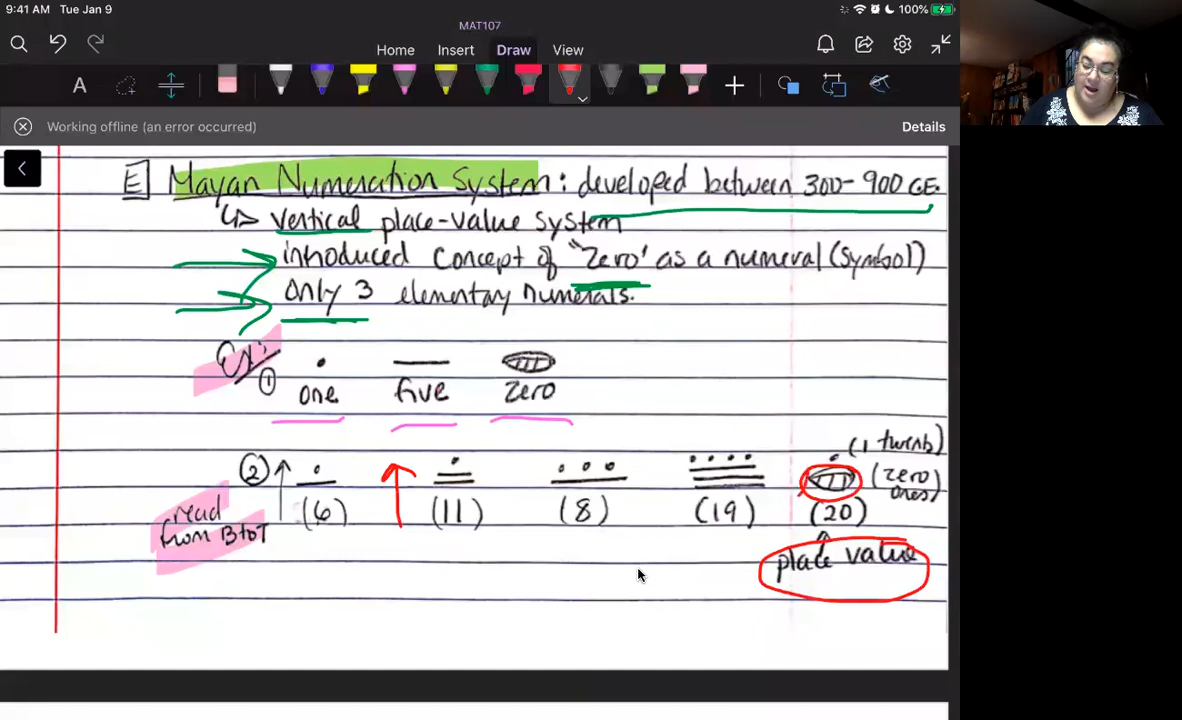 9:41 AM Tue Jan 9
100%
MAT107
Home Insert Draw View
Working offline (an error occurred)
Details
E Mayan Numeration System: developed between 300-900 CE.
↳ vertical place-value system
introduced concept of "Zero" as a numeral (Symbol)
only 3 elementary numerals.
Ex:
① one five zero
(1 twenty)
② (zero ones)
read from B to T
(6) (11) (8) (19) (20)
place value